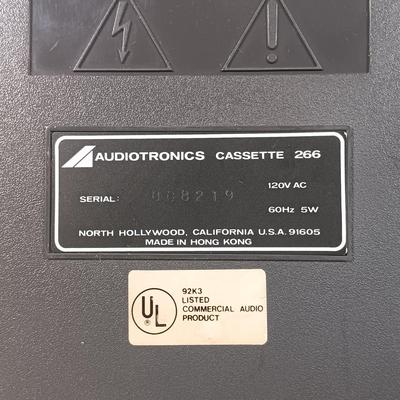 AUDIOTRONICS CASSETTE 266
SERIAL: 008219
120V AC
60Hz 5W
NORTH HOLLYWOOD, CALIFORNIA U.S.A. 91605
MADE IN HONG KONG
UL
®
92K3
LISTED
COMMERCIAL AUDIO
PRODUCT